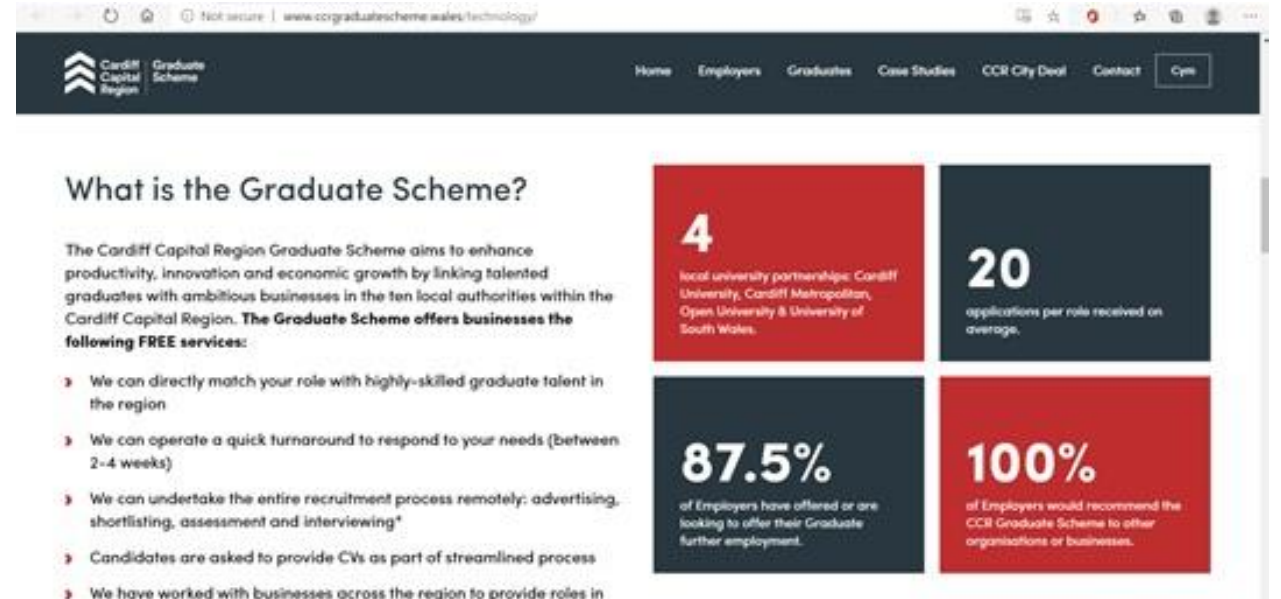 Not secure | www.ccrgraduatescheme.wales/technology/
Cardiff Capital Region
Graduate Scheme
Home Employers Graduates Case Studies CCR City Deal Contact Cym
What is the Graduate Scheme?
The Cardiff Capital Region Graduate Scheme aims to enhance
productivity, innovation and economic growth by linking talented
graduates with ambitious businesses in the ten local authorities within the
Cardiff Capital Region. The Graduate Scheme offers businesses the
following FREE services:
We can directly match your role with highly-skilled graduate talent in
the region
We can operate a quick turnaround to respond to your needs (between
2-4 weeks)
We can undertake the entire recruitment process remotely: advertising,
shortlisting, assessment and interviewing*
Candidates are asked to provide CVs as part of streamlined process
We have worked with businesses across the region to provide roles in
4
local university partnerships: Cardiff
University, Cardiff Metropolitan,
Open University & University of
South Wales.
20
applications per role received on
average.
87.5%
of Employers have offered or are
looking to offer their Graduate
further employment.
100%
of Employers would recommend the
CCR Graduate Scheme to other
organisations or businesses.